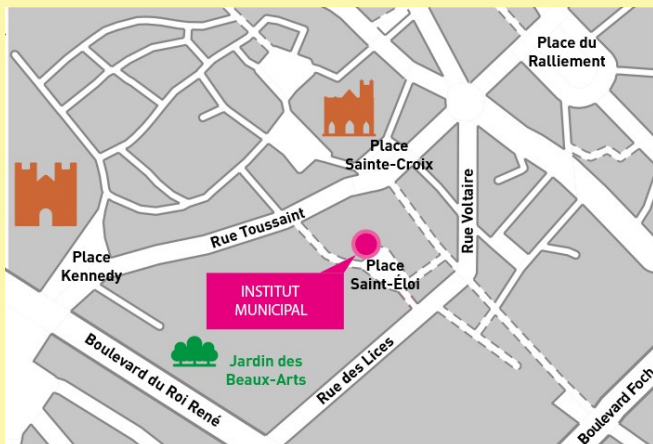 Place du
Ralliement
Place
Sainte-Croix
Rue Voltaire
Rue Toussaint
Place
Kennedy
Place
Saint-Éloi
INSTITUT
MUNICIPAL
Jardin des
Beaux-Arts
Rue des Lices
Boulevard du Roi René
Boulevard Foch